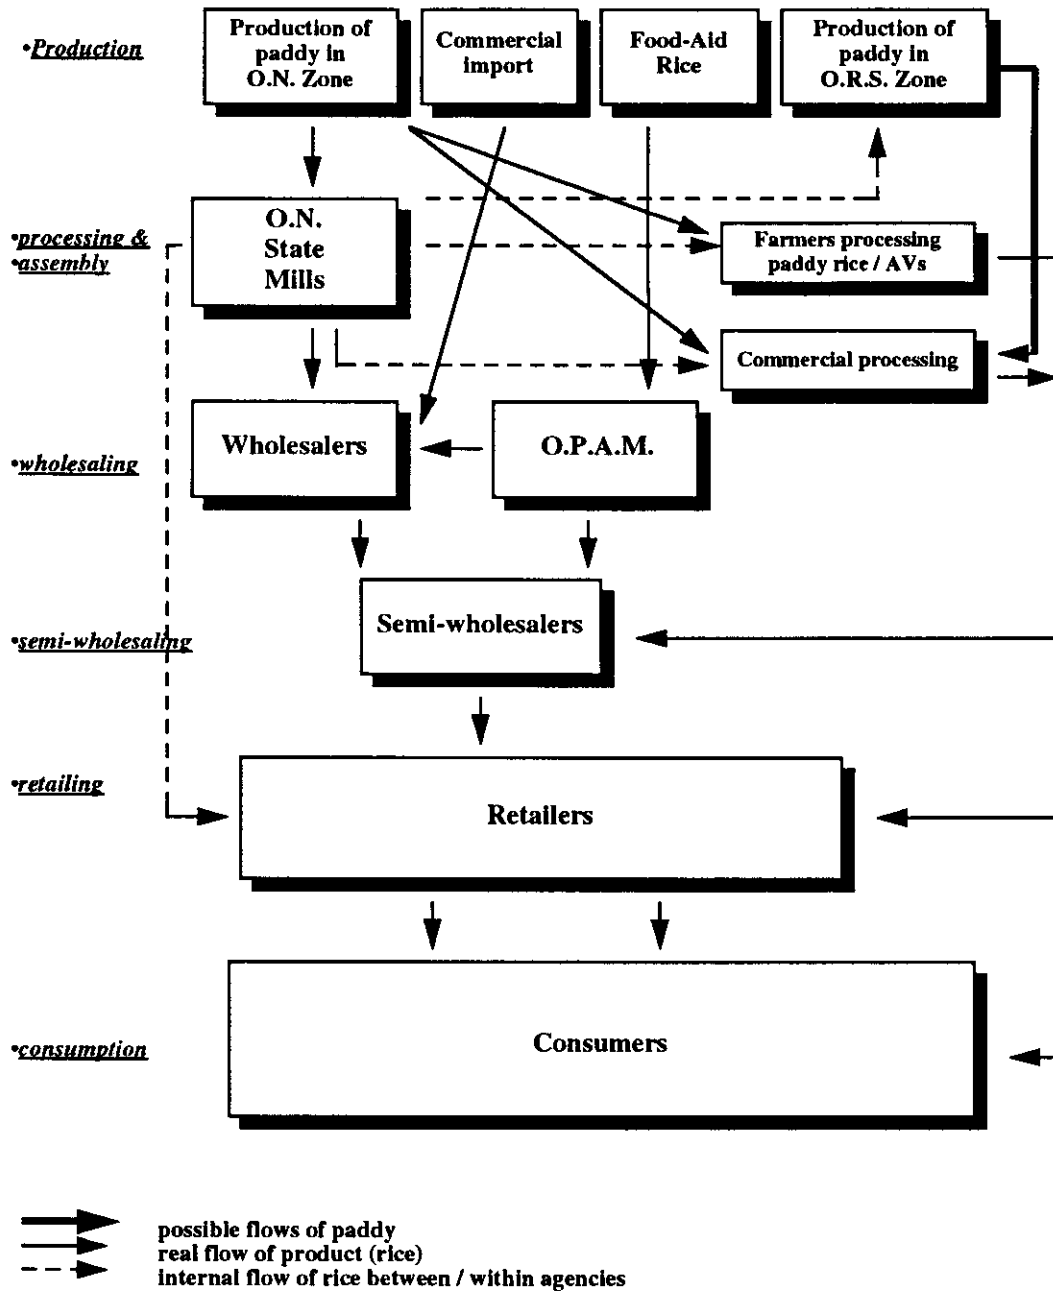 •Production
Production of
paddy in
O.N. Zone
Commercial
import
Food-Aid
Rice
Production of
paddy in
O.R.S. Zone
•processing &
•assembly
O.N.
State
Mills
Farmers processing
paddy rice / AVs
Commercial processing
•wholesaling
Wholesalers
O.P.A.M.
•semi-wholesaling
Semi-wholesalers
•retailing
Retailers
•consumption
Consumers
possible flows of paddy
real flow of product (rice)
internal flow of rice between / within agencies